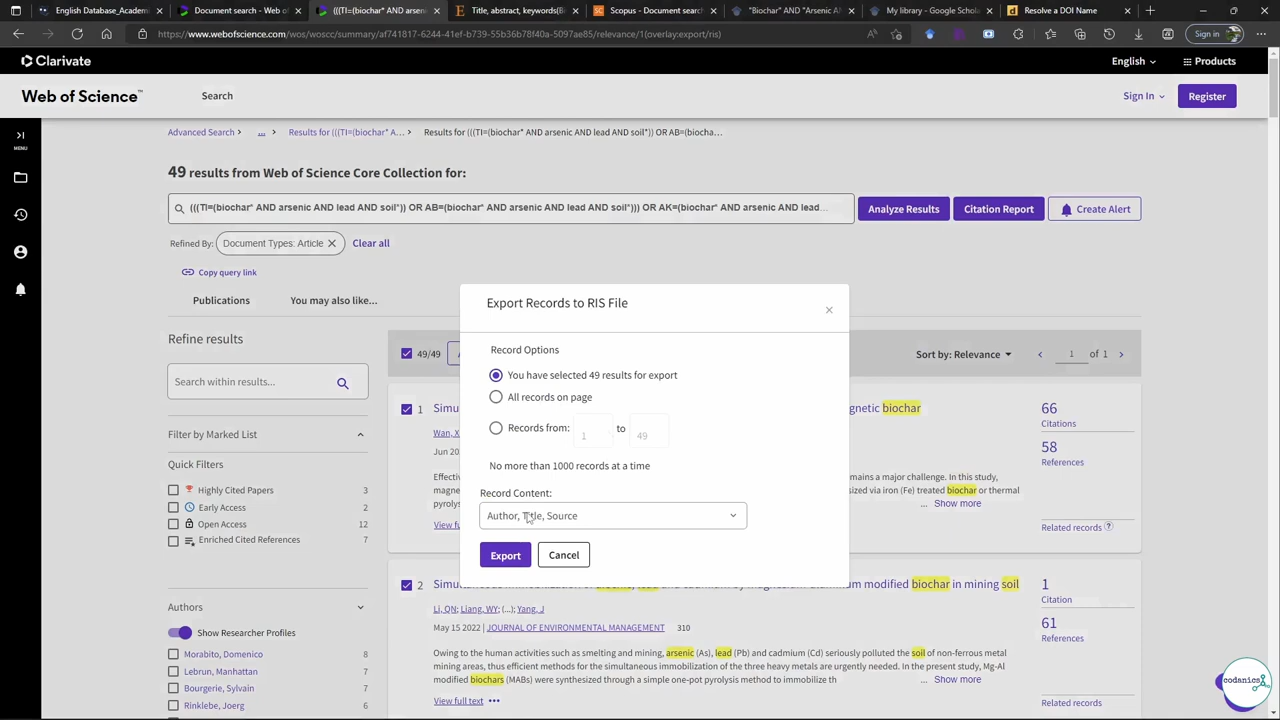 English Database_Academi
Document search - Web of S
(((TI=(biochar* AND arseni
Title, abstract, keywords(B
Scopus - Document search
"Biochar" AND "Arsenic A
My library - Google Schola
Resolve a DOI Name
https://www.webofscience.com/wos/woscc/summary/af741817-6244-41ef-b739-55b36b78f40a-5097ae85/relevance/1(overlay:export/ris)
Sign in
Clarivate
English
Products
Web of Science™
Search
Sign In
Register
MENU
Advanced Search > ... > Results for (((TI=(biochar* A... > Results for (((TI=(biochar* AND arsenic AND lead AND soil*)) OR AB=(biocha...
49 results from Web of Science Core Collection for:
(((TI=(biochar* AND arsenic AND lead AND soil*)) OR AB=(biochar* AND arsenic AND lead AND soil*))) OR AK=(biochar* AND arsenic AND lead...
Analyze Results
Citation Report
Create Alert
Refined By:
Document Types: Article
Clear all
Copy query link
Publications
You may also like...
Refine results
Search within results...
Filter by Marked List
Quick Filters
Highly Cited Papers 3
Early Access 2
Open Access 12
Enriched Cited References 7
Authors
Show Researcher Profiles
Morabito, Domenico 8
Lebrun, Manhattan 7
Bourgerie, Sylvain 7
Rinklebe, Joerg 6
49/49
Sort by: Relevance
1 of 1
Export Records to RIS File
×
Record Options
You have selected 49 results for export
All records on page
Records from: 1 to 49
No more than 1000 records at a time
Record Content:
Author, Title, Source
Export
Cancel
1
Simu
gnetic biochar
Wan, X
Jun 20
Effectiv
mains a major challenge. In this study,
magne
sized via iron (Fe) treated biochar or thermal
pyrolys
... Show more
View fu
66
Citations
58
References
Related records
2
biochar in mining soil
Li, QN; Liang, WY; (...); Yang, J
May 15 2022 | JOURNAL OF ENVIRONMENTAL MANAGEMENT 310
Owing to the human activities such as smelting and mining, arsenic (As), lead (Pb) and cadmium (Cd) seriously polluted the soil of non-ferrous metal
mining areas, thus efficient methods for the simultaneous immobilization of the three heavy metals are urgently needed. In the present study, Mg-Al
modified biochars (MABs) were synthesized through a simple one-pot pyrolysis method to immobilize th
... Show more
View full text
1
Citation
61
References
Related records
codanics